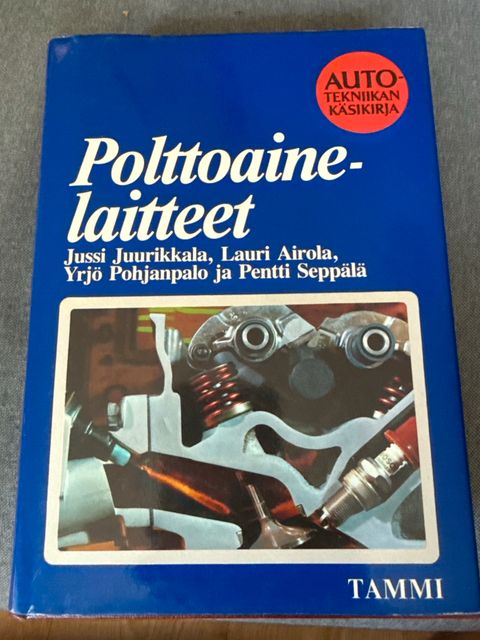 AUTO-
TEKNIIKAN
KÄSIKIRJA
Polttoaine-
laitteet
Jussi Juurikkala, Lauri Airola,
Yrjö Pohjanpalo ja Pentti Seppälä
TAMMI